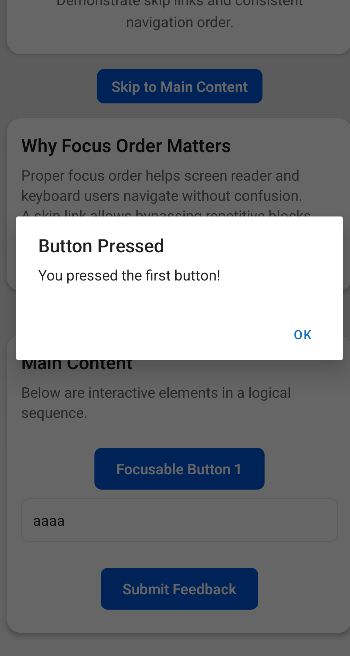 Demonstrate skip links and consistent
navigation order.
Skip to Main Content
Why Focus Order Matters
Proper focus order helps screen reader and
keyboard users navigate without confusion.
A skip link allows bypassing repetitive blocks
Button Pressed
You pressed the first button!
OK
Main Content
Below are interactive elements in a logical
sequence.
Focusable Button 1
aaaa
Submit Feedback